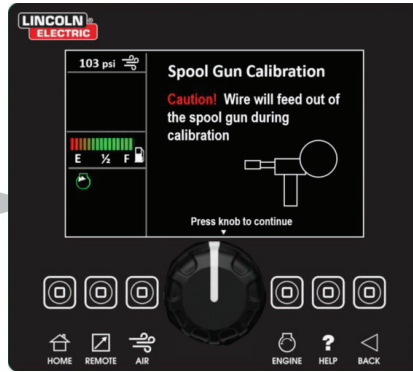 LINCOLN
ELECTRIC
103 psi
Spool Gun Calibration
Caution! Wire will feed out of
the spool gun during
calibration
E ½ F
Press knob to continue
HOME REMOTE AIR ENGINE ? HELP BACK